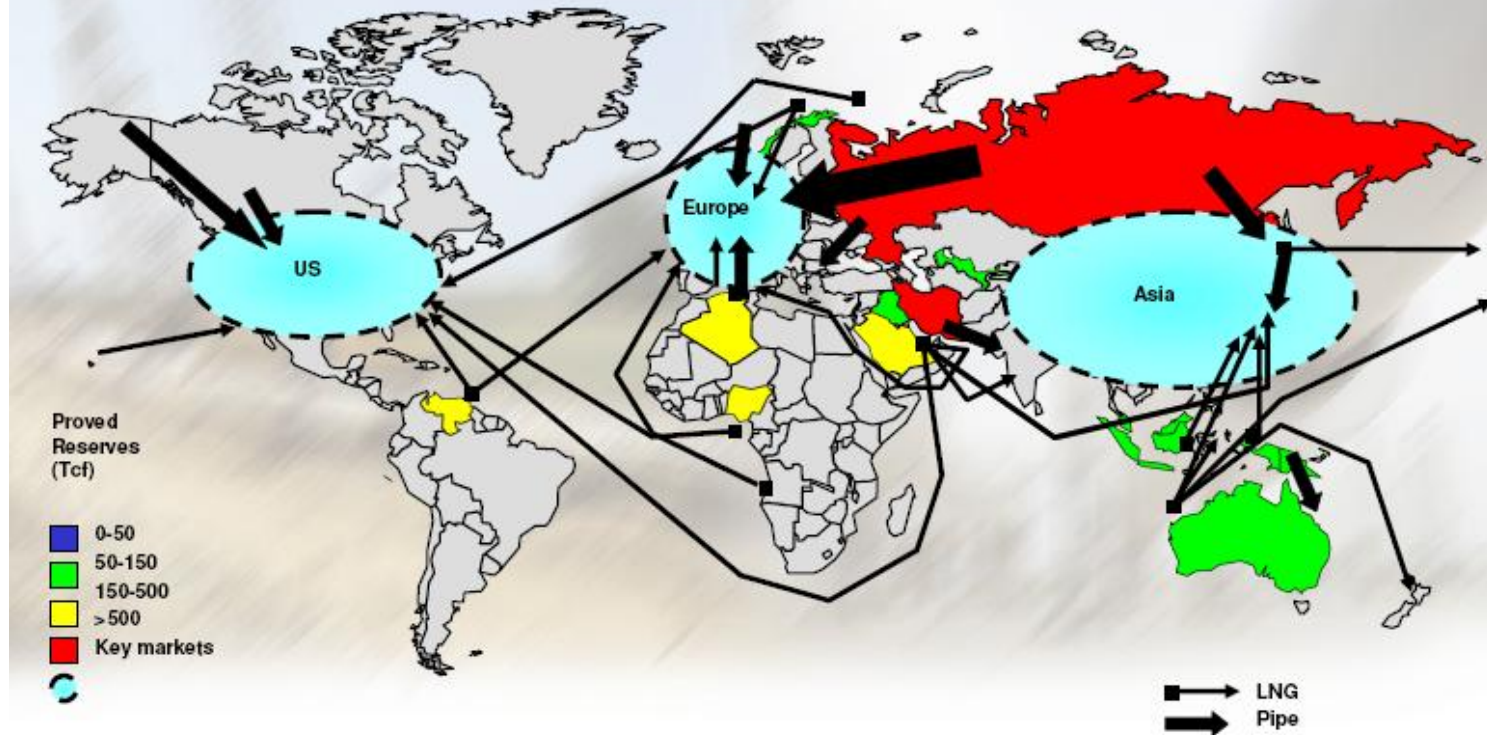 Europe
US
Asia
Proved
Reserves
(Tcf)
0-50
50-150
150-500
>500
Key markets
LNG
Pipe